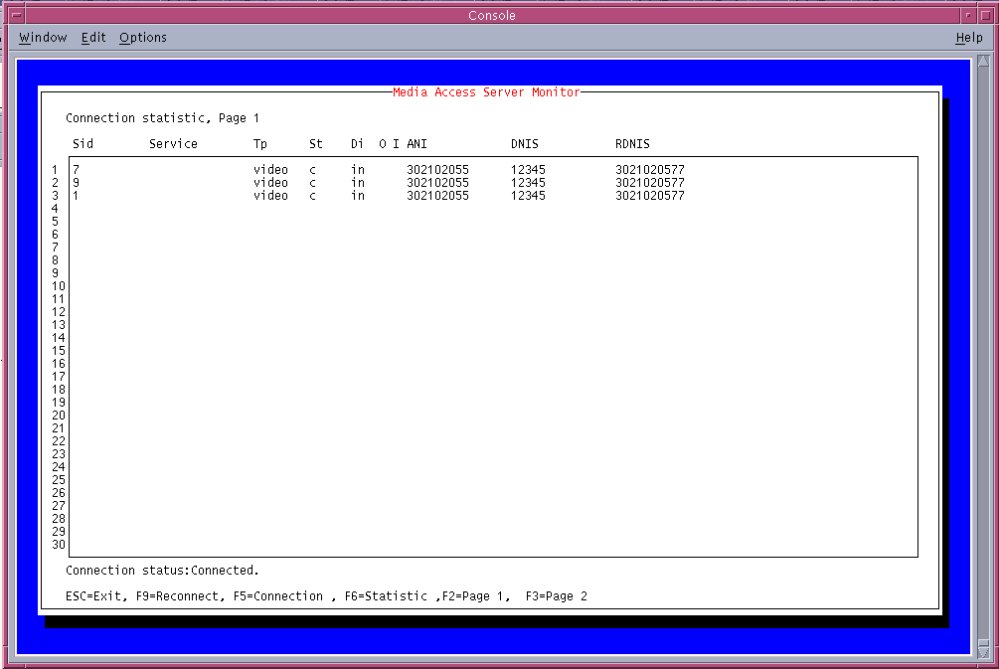 Console
Window Edit Options Help
Media Access Server Monitor
Connection statistic, Page 1
Sid Service Tp St Di O I ANI DNIS RDNIS
1 7 video c in 302102055 12345 3021020577
2 9 video c in 302102055 12345 3021020577
3 1 video c in 302102055 12345 3021020577
4
5
6
7
8
9
10
11
12
13
14
15
16
17
18
19
20
21
22
23
24
25
26
27
28
29
30
Connection status:Connected.
ESC=Exit, F9=Reconnect, F5=Connection , F6=Statistic ,F2=Page 1, F3=Page 2